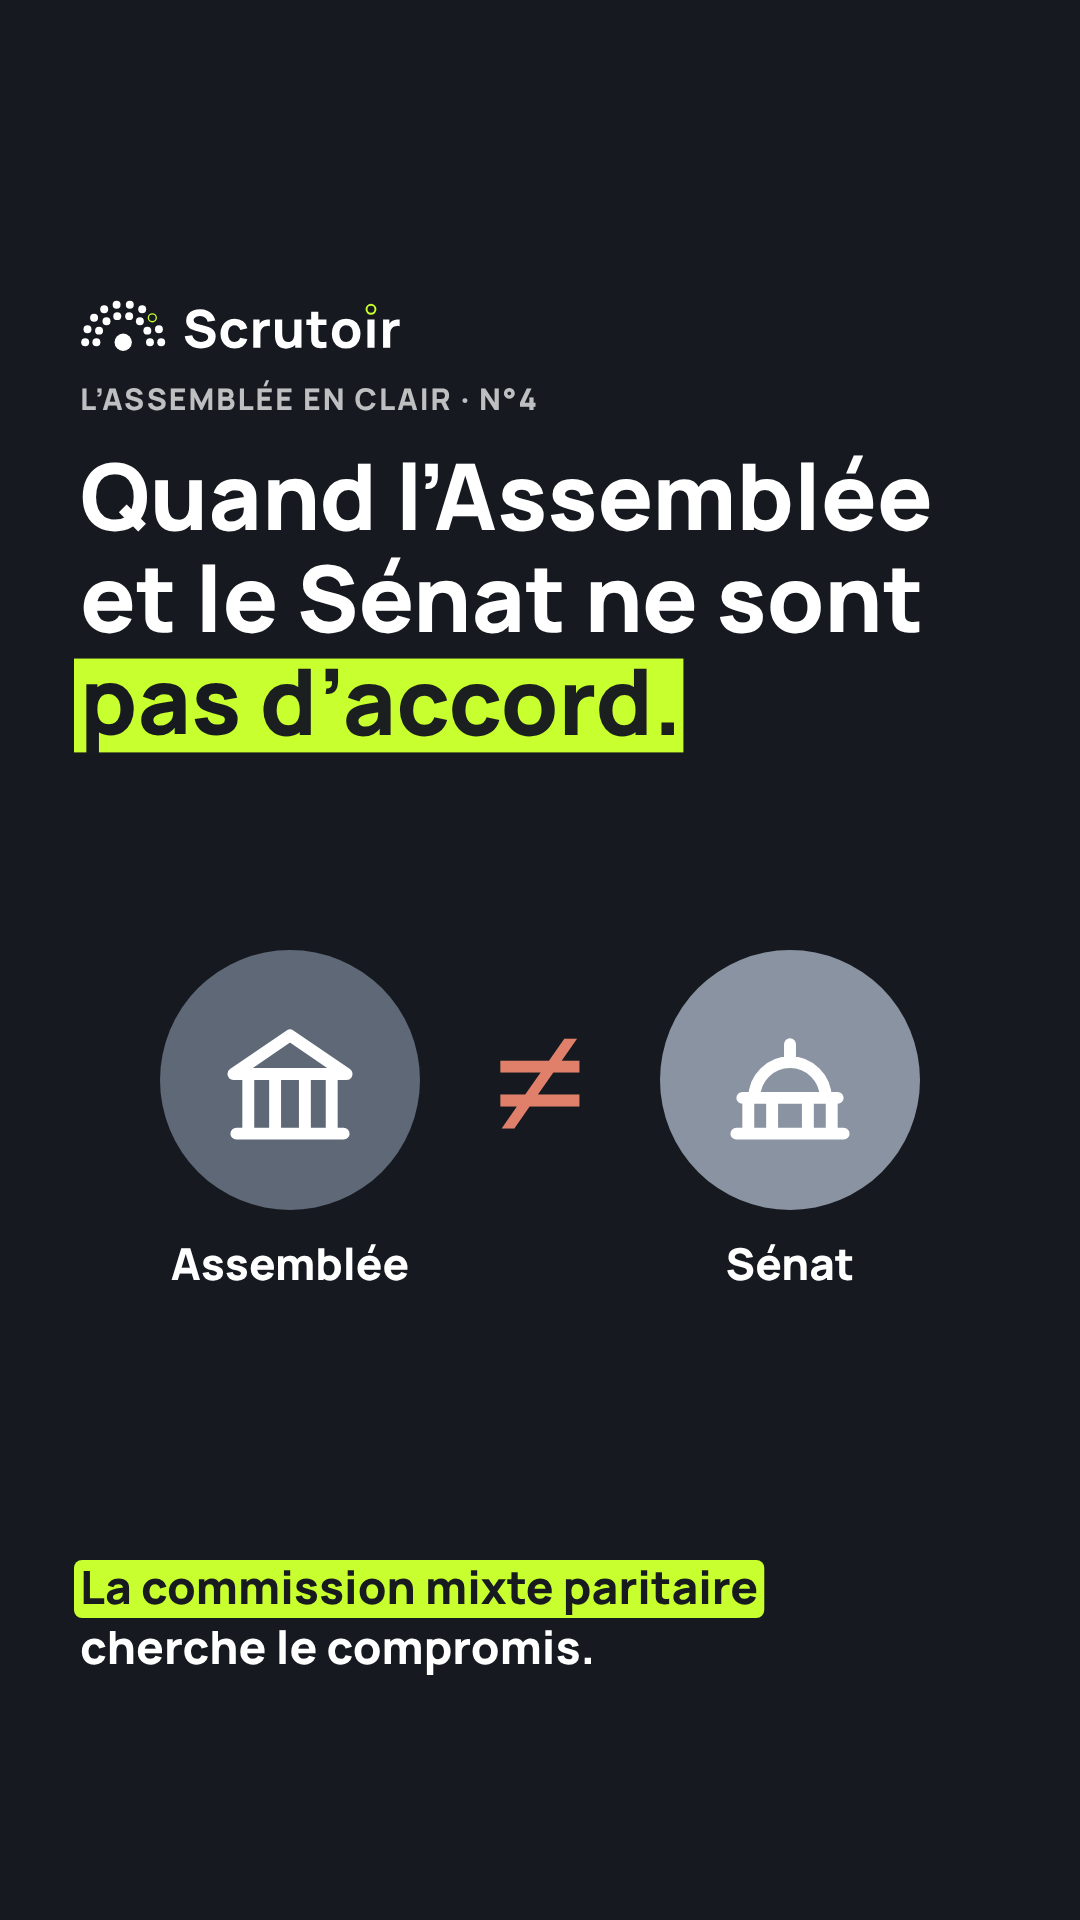 Scrutoir
L’ASSEMBLÉE EN CLAIR · N°4
Quand l’Assemblée
et le Sénat ne sont
pas d’accord.
≠
Assemblée
Sénat
La commission mixte paritaire
cherche le compromis.